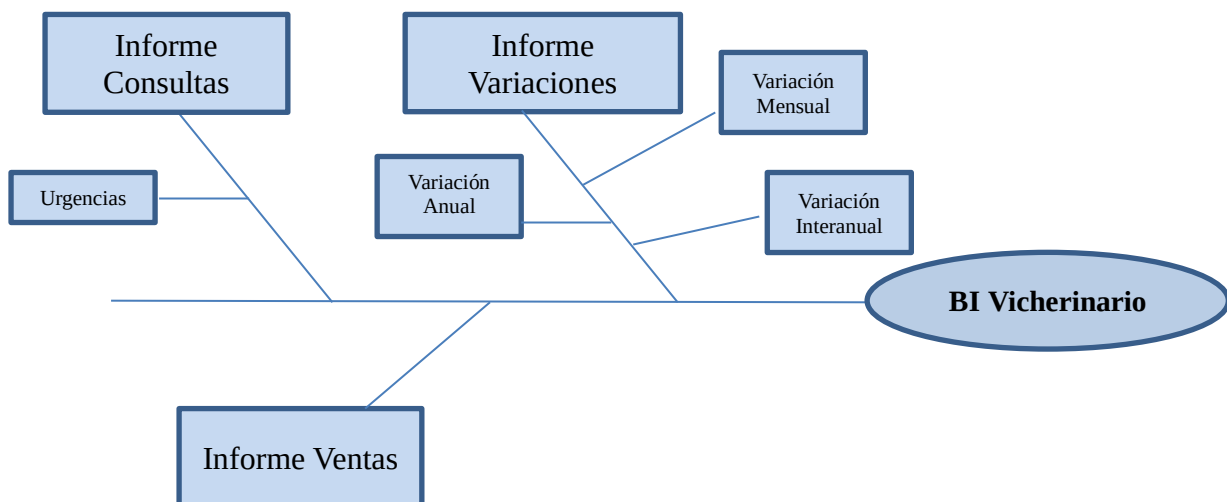 Informe
Consultas
Informe
Variaciones
Variación
Mensual
Urgencias
Variación
Anual
Variación
Interanual
BI Vicherinario
Informe Ventas